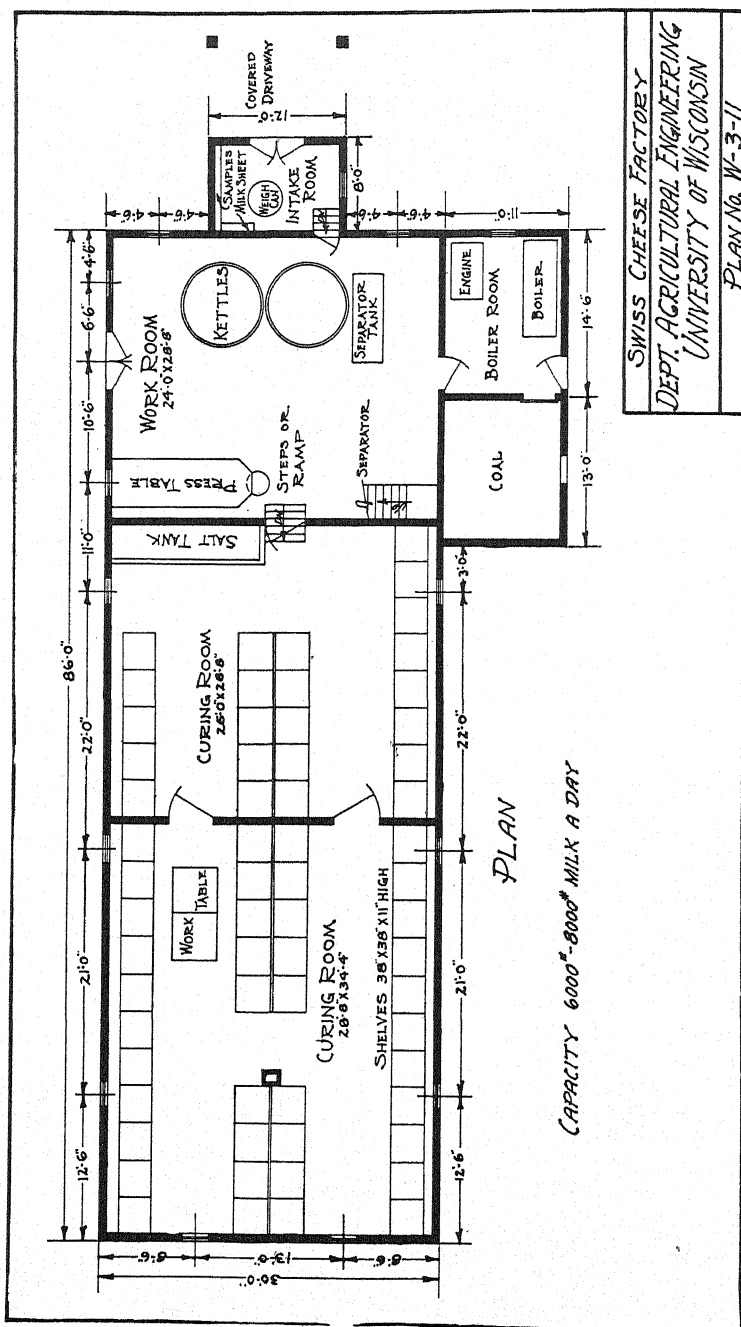 SWISS CHEESE FACTORY
DEPT. AGRICULTURAL ENGINEERING
UNIVERSITY OF WISCONSIN
PLAN No. W-3-11
COVERED
DRIVEWAY
12'-0"
SAMPLES
MILK SHEET
WEIGH
CAN
INTAKE
ROOM
DN
8'-0"
4'-6"
4'-6"
4'-6"
4'-6"
11'-0"
86'-0"
4'-6"
6'-6"
10'-6"
11'-0"
22'-0"
21'-0"
12'-6"
WORK ROOM
24'-0"X28'-8"
KETTLES
SEPARATOR
TANK
PRESS TABLE
STEPS OR
RAMP
SEPARATOR
ENGINE
BOILER
BOILER ROOM
14'-6"
COAL
13'-0"
SALT TANK
DN
3'-0"
CURING ROOM
26'-0"X28'-8"
22'-0"
WORK
TABLE
CURING ROOM
28'-8"X34'-4"
SHELVES 38"X38"X11" HIGH
21'-0"
12'-6"
8'-6"
13'-0"
8'-6"
30'-0"
PLAN
CAPACITY 6000#-8000# MILK A DAY